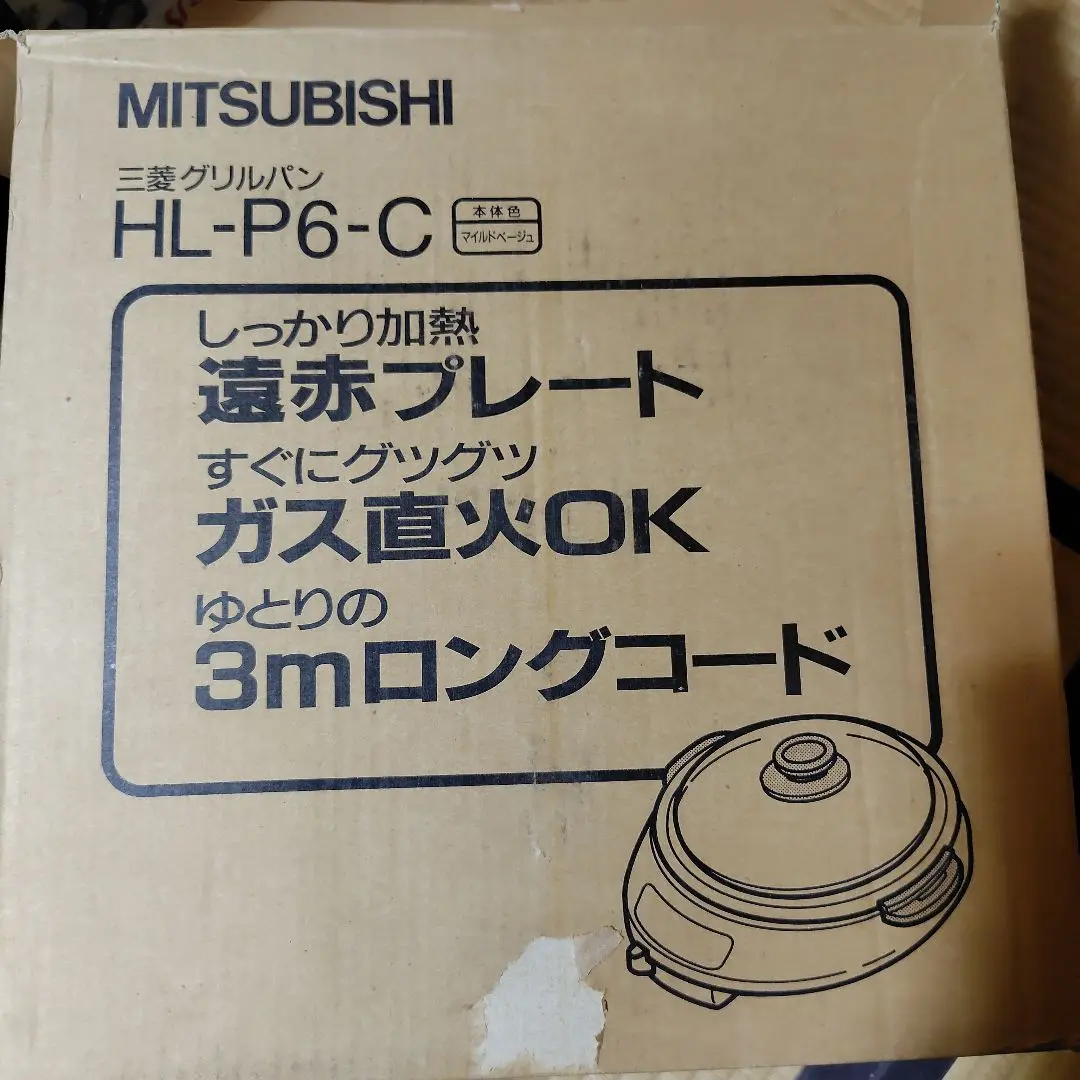 MITSUBISHI
三菱グリルパン
HL-P6-C
本体色
マイルドベージュ
しっかり加熱
遠赤プレート
すぐにグツグツ
ガス直火OK
ゆとりの
3mロングコード